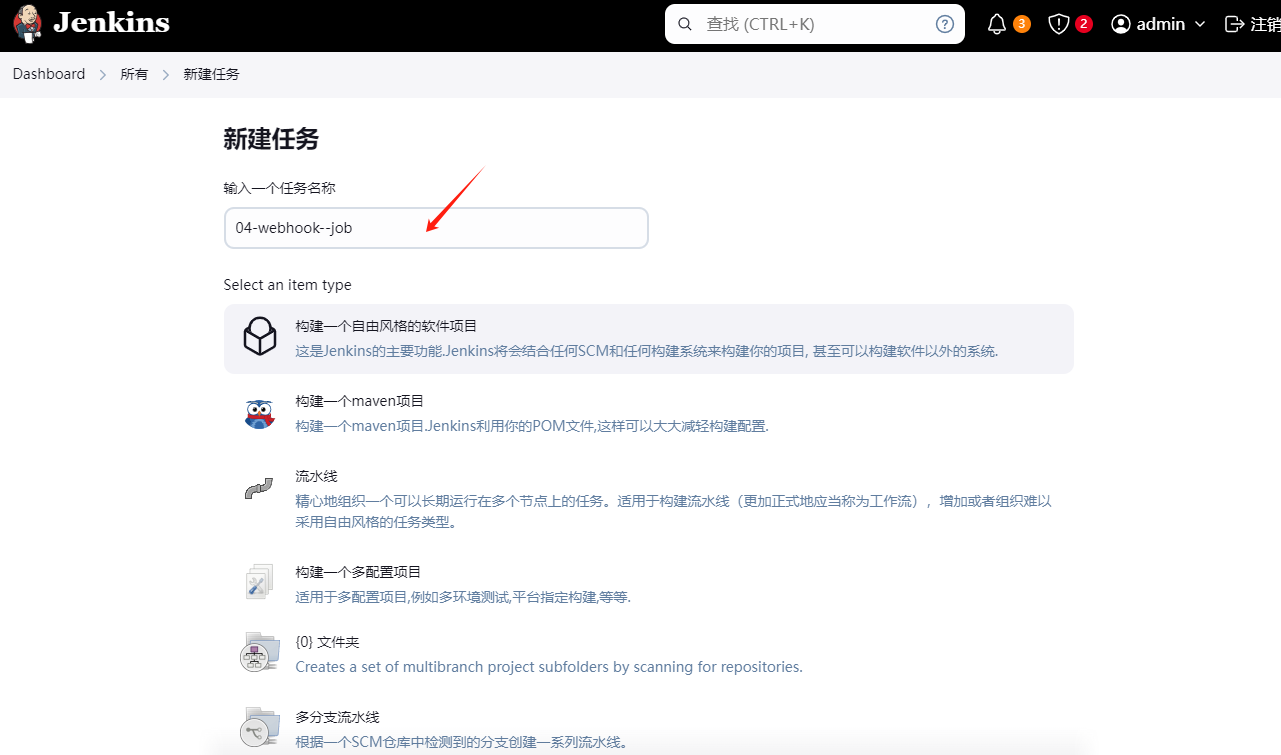 Jenkins
查找 (CTRL+K)
3
2
admin
注销
Dashboard
所有
新建任务
新建任务
输入一个任务名称
04-webhook--job
Select an item type
构建一个自由风格的软件项目
这是Jenkins的主要功能.Jenkins将会结合任何SCM和任何构建系统来构建你的项目, 甚至可以构建软件以外的系统.
构建一个maven项目
构建一个maven项目.Jenkins利用你的POM文件,这样可以大大减轻构建配置.
流水线
精心地组织一个可以长期运行在多个节点上的任务。适用于构建流水线（更加正式地应当称为工作流），增加或者组织难以
采用自由风格的任务类型。
构建一个多配置项目
适用于多配置项目,例如多环境测试,平台指定构建,等等.
{0} 文件夹
Creates a set of multibranch project subfolders by scanning for repositories.
多分支流水线
根据一个SCM仓库中检测到的分支创建一系列流水线。